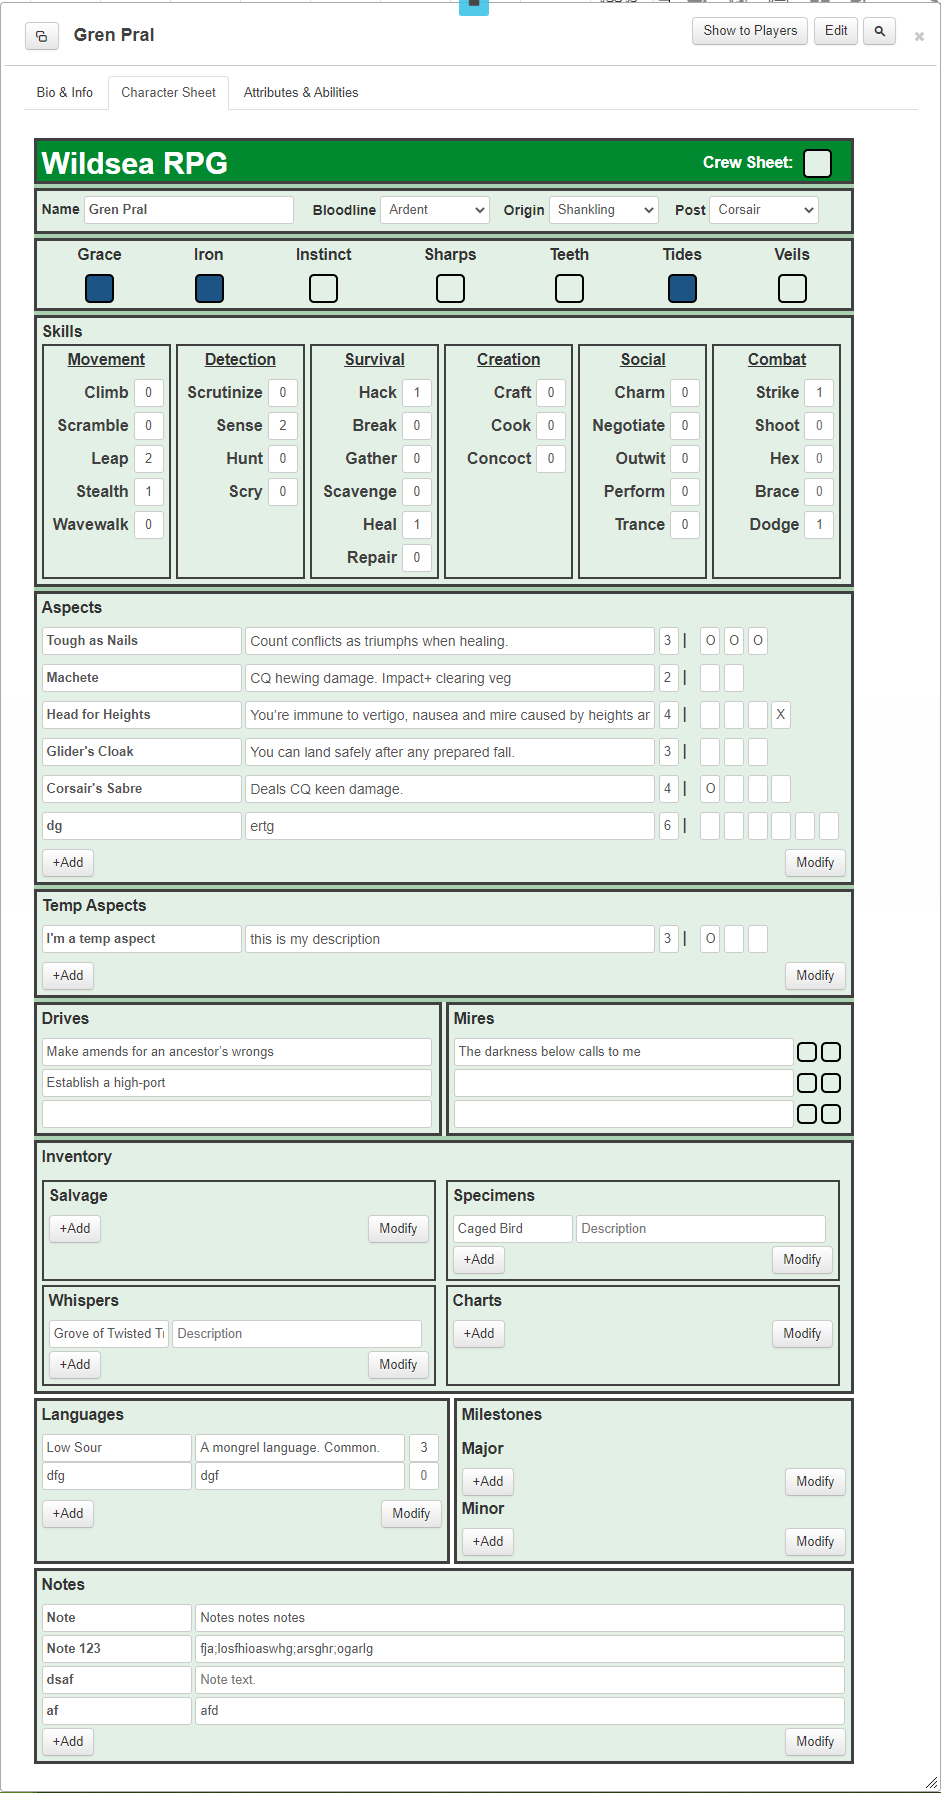 Gren Pral
Show to Players Edit
Bio & Info Character Sheet Attributes & Abilities
Wildsea RPG Crew Sheet:
Name Gren Pral Bloodline Ardent Origin Shankling Post Corsair
Grace Iron Instinct Sharps Teeth Tides Veils
Skills
Movement Detection Survival Creation Social Combat
Climb 0 Scrutinize 0 Hack 1 Craft 0 Charm 0 Strike 1
Scramble 0 Sense 2 Break 0 Cook 0 Negotiate 0 Shoot 0
Leap 2 Hunt 0 Gather 0 Concoct 0 Outwit 0 Hex 0
Stealth 1 Scry 0 Scavenge 0 Perform 0 Brace 0
Wavewalk 0 Heal 1 Trance 0 Dodge 1
Repair 0
Aspects
Tough as Nails Count conflicts as triumphs when healing. 3 | O O O
Machete CQ hewing damage. Impact+ clearing veg 2 |
Head for Heights You're immune to vertigo, nausea and mire caused by heights ar 4 | X
Glider's Cloak You can land safely after any prepared fall. 3 |
Corsair's Sabre Deals CQ keen damage. 4 | O
dg ertg 6 |
+Add Modify
Temp Aspects
I'm a temp aspect this is my description 3 | O
+Add Modify
Drives Mires
Make amends for an ancestor's wrongs The darkness below calls to me
Establish a high-port
Inventory
Salvage Specimens
+Add Modify Caged Bird Description
+Add Modify
Whispers Charts
Grove of Twisted Tr Description +Add Modify
+Add Modify
Languages Milestones
Low Sour A mongrel language. Common. 3 Major
dfg dgf 0 +Add Modify
+Add Modify Minor
+Add Modify
Notes
Note Notes notes notes
Note 123 fja;losfhioaswhg;arsghr;ogarlg
dsaf Note text.
af afd
+Add Modify